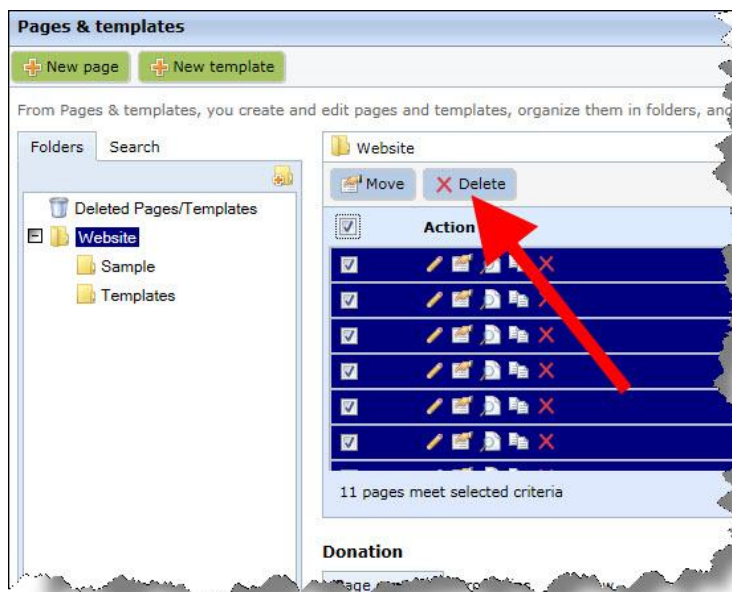 Pages & templates
New page New template
From Pages & templates, you create and edit pages and templates, organize them in folders, and
Folders Search
Deleted Pages/Templates
Website
Sample
Templates
Website
Move Delete
Action
11 pages meet selected criteria
Donation